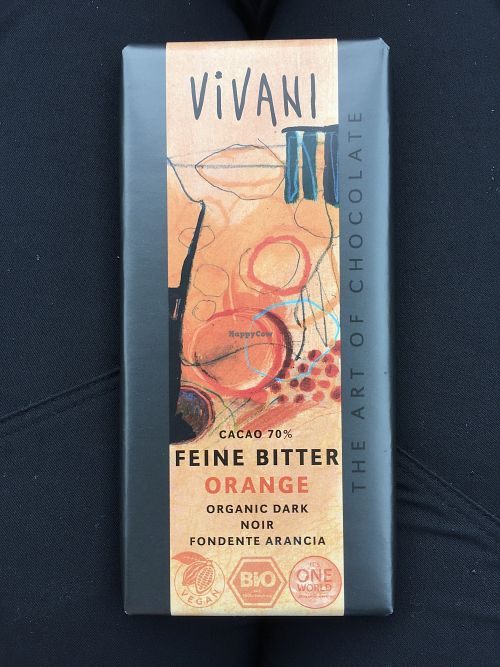 ViVANI
THE ART OF CHOCOLATE
HappyCow
CACAO 70%
FEINE BITTER
ORANGE
ORGANIC DARK
NOIR
FONDENTE ARANCIA
VEGAN
BIO
IT'S
ONE
WORLD